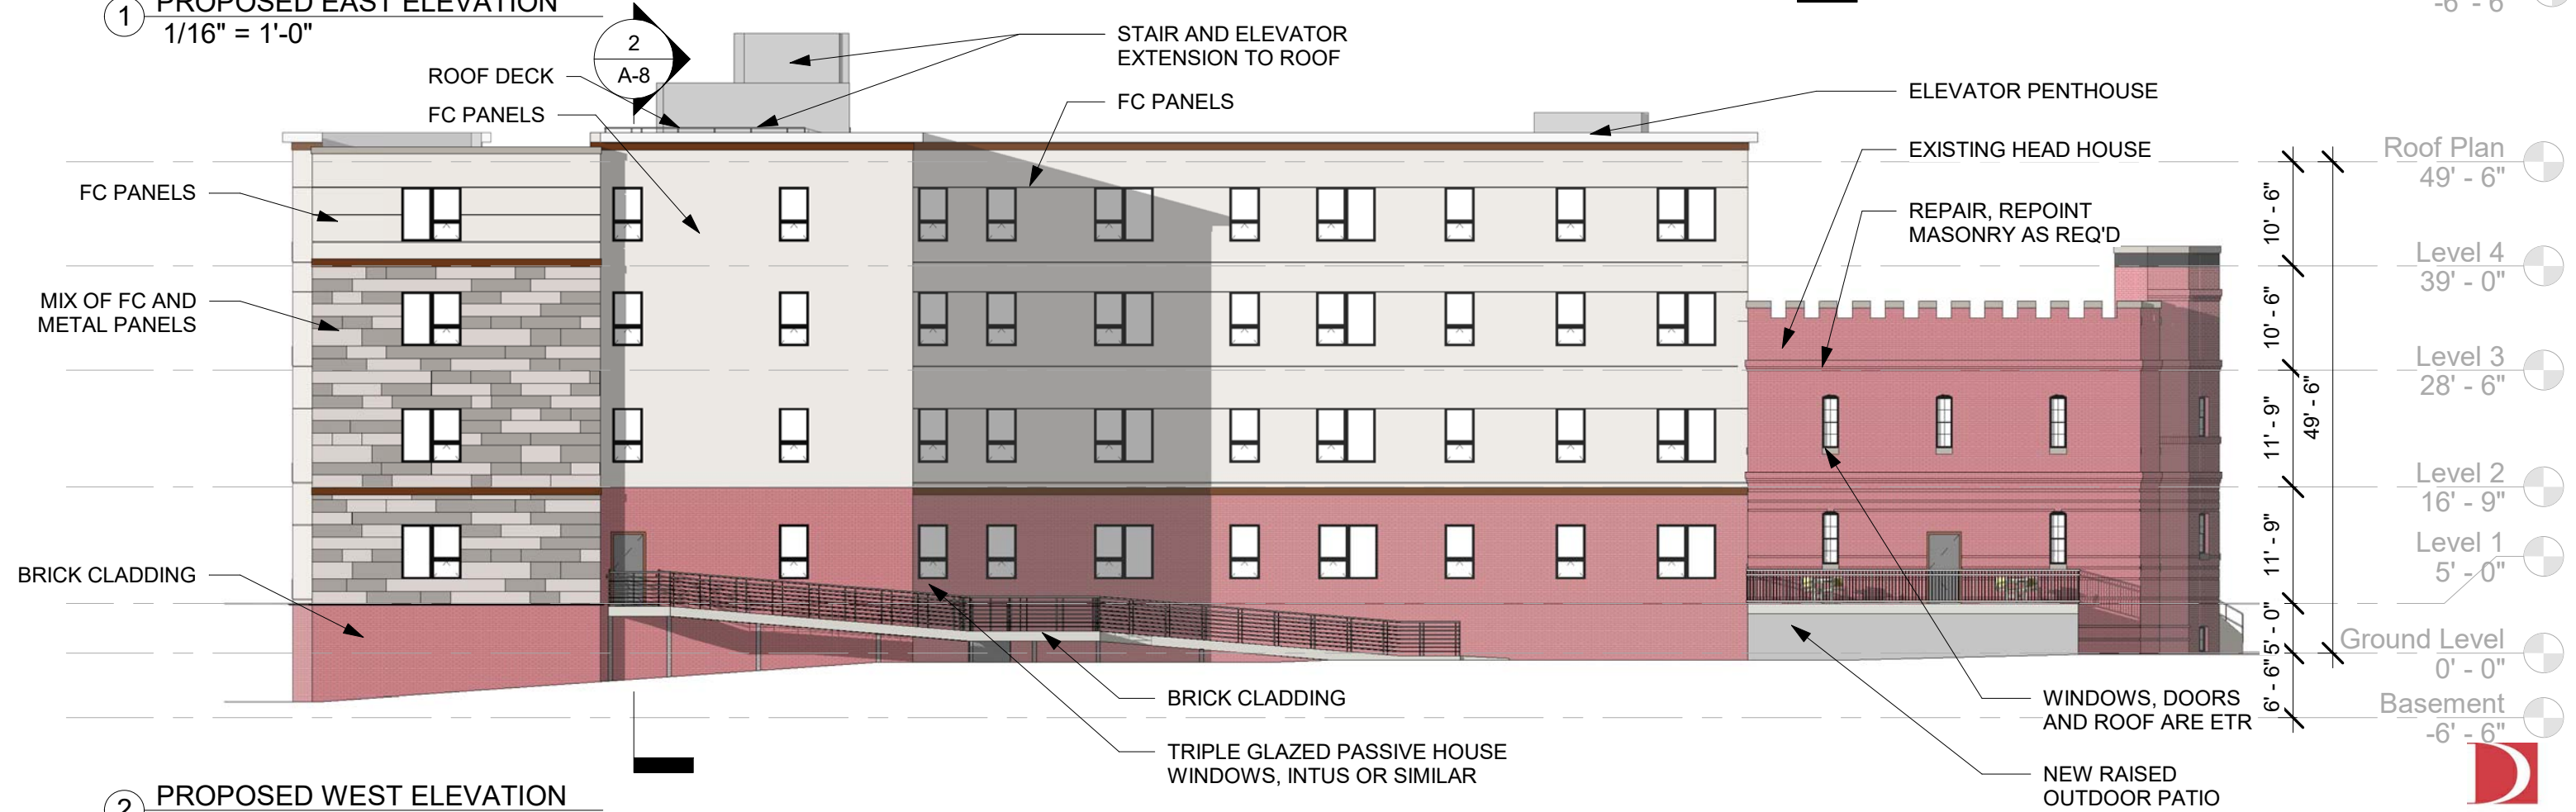 1 PROPOSED EAST ELEVATION
1/16" = 1'-0"
-6' - 6"
2
A-8
STAIR AND ELEVATOR
EXTENSION TO ROOF
ROOF DECK
FC PANELS
FC PANELS
ELEVATOR PENTHOUSE
EXISTING HEAD HOUSE
REPAIR, REPOINT
MASONRY AS REQ'D
FC PANELS
MIX OF FC AND
METAL PANELS
BRICK CLADDING
Roof Plan
49' - 6"
Level 4
39' - 0"
Level 3
28' - 6"
Level 2
16' - 9"
Level 1
5' - 0"
Ground Level
0' - 0"
Basement
-6' - 6"
10' - 6"
10' - 6"
11' - 9"
11' - 9"
5' - 0"
6' - 6"
49' - 6"
BRICK CLADDING
TRIPLE GLAZED PASSIVE HOUSE
WINDOWS, INTUS OR SIMILAR
WINDOWS, DOORS
AND ROOF ARE ETR
NEW RAISED
OUTDOOR PATIO
2 PROPOSED WEST ELEVATION